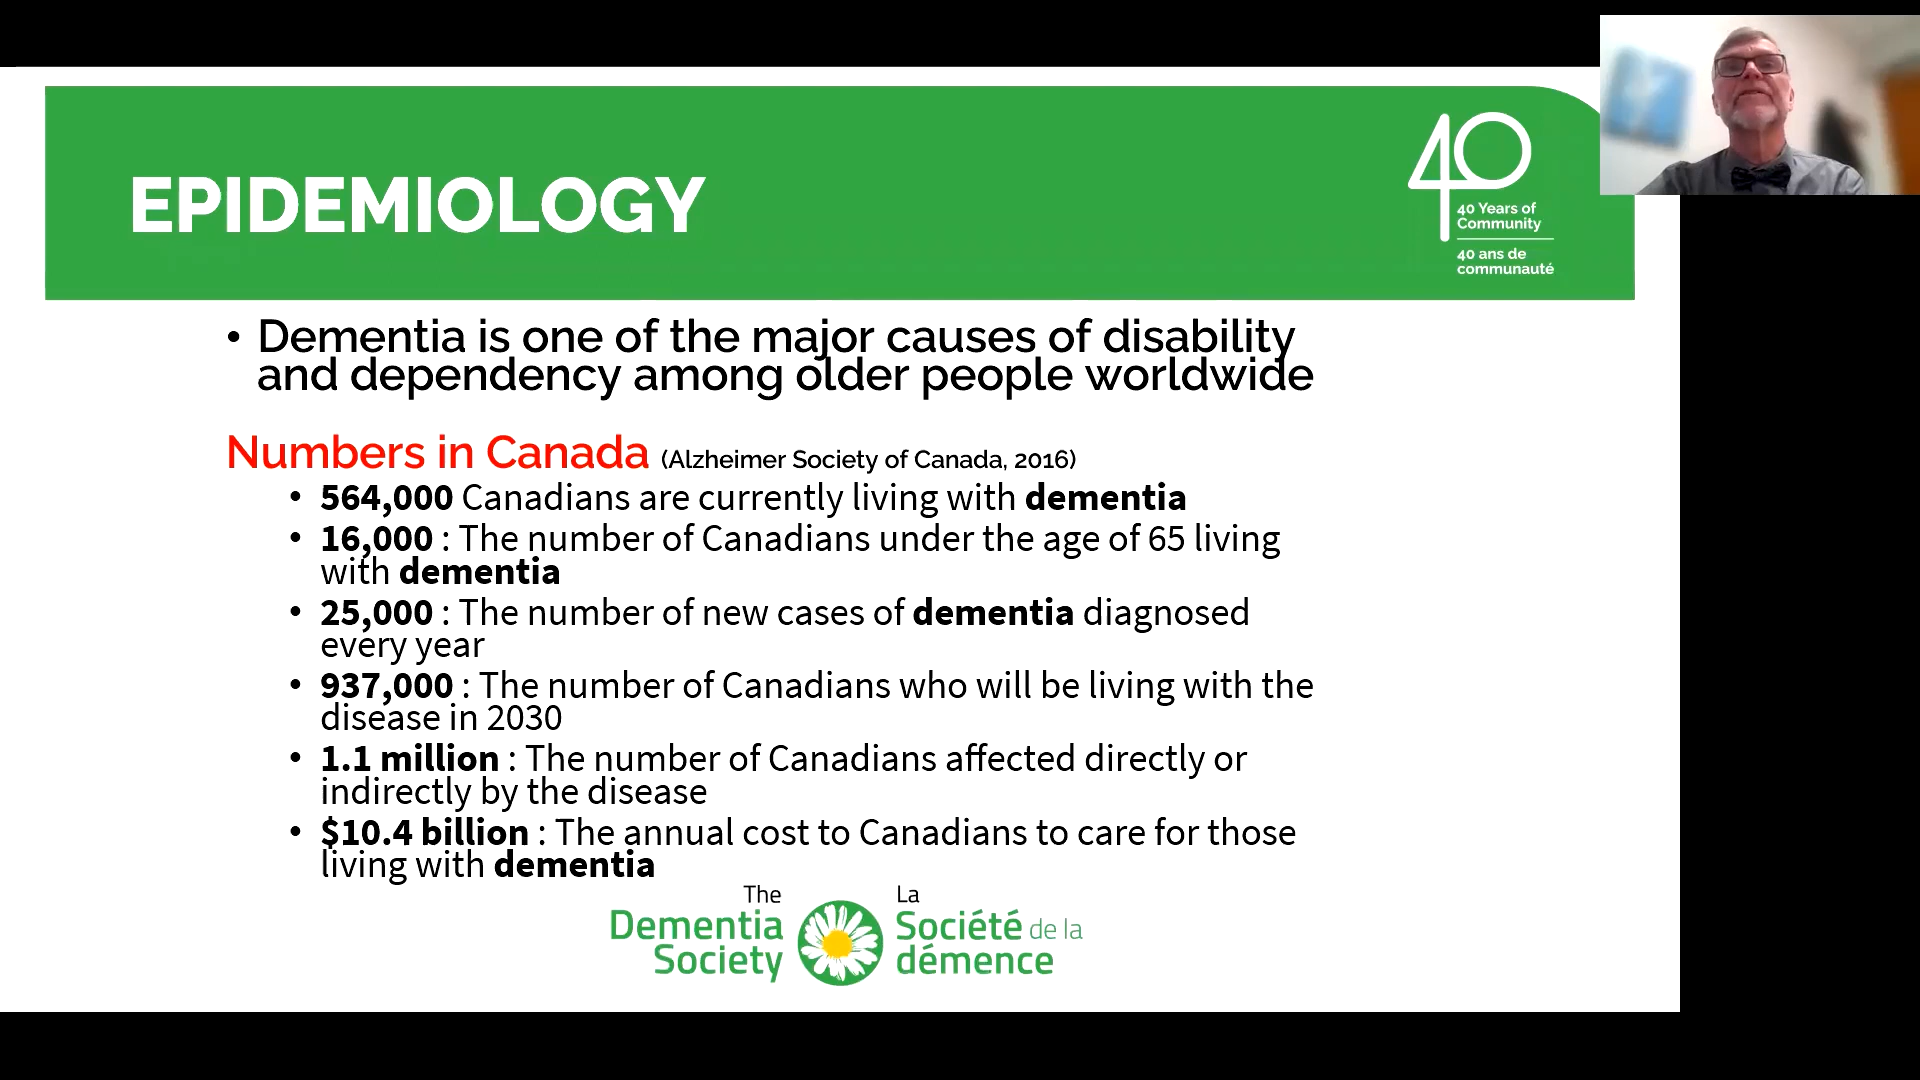 EPIDEMIOLOGY
40
40 Years of
Community
40 ans de
communauté
• Dementia is one of the major causes of disability
and dependency among older people worldwide
Numbers in Canada (Alzheimer Society of Canada, 2016)
• 564,000 Canadians are currently living with dementia
• 16,000 : The number of Canadians under the age of 65 living
with dementia
• 25,000 : The number of new cases of dementia diagnosed
every year
• 937,000 : The number of Canadians who will be living with the
disease in 2030
• 1.1 million : The number of Canadians affected directly or
indirectly by the disease
• $10.4 billion : The annual cost to Canadians to care for those
living with dementia
The
Dementia
Society
La
Société de la
démence